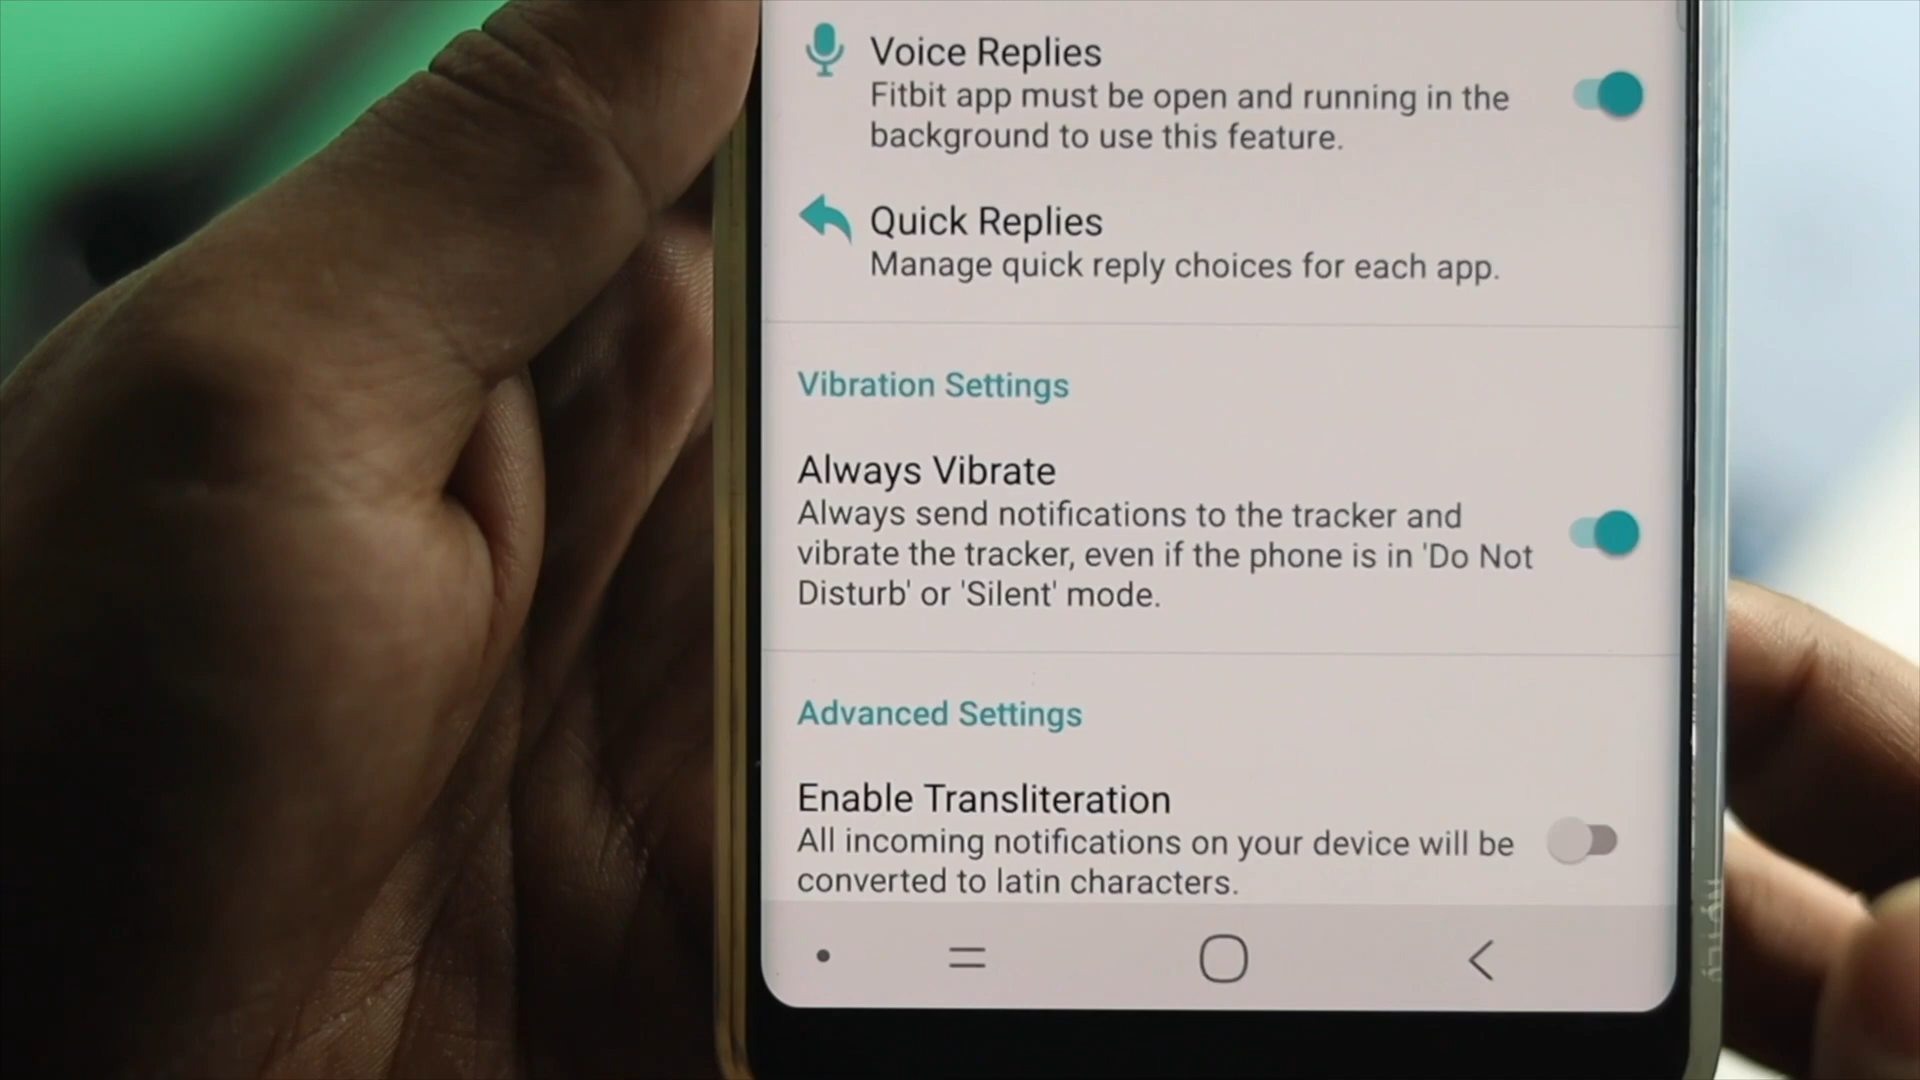 Voice Replies
Fitbit app must be open and running in the
background to use this feature.
Quick Replies
Manage quick reply choices for each app.
Vibration Settings
Always Vibrate
Always send notifications to the tracker and
vibrate the tracker, even if the phone is in 'Do Not
Disturb' or 'Silent' mode.
Advanced Settings
Enable Transliteration
All incoming notifications on your device will be
converted to latin characters.